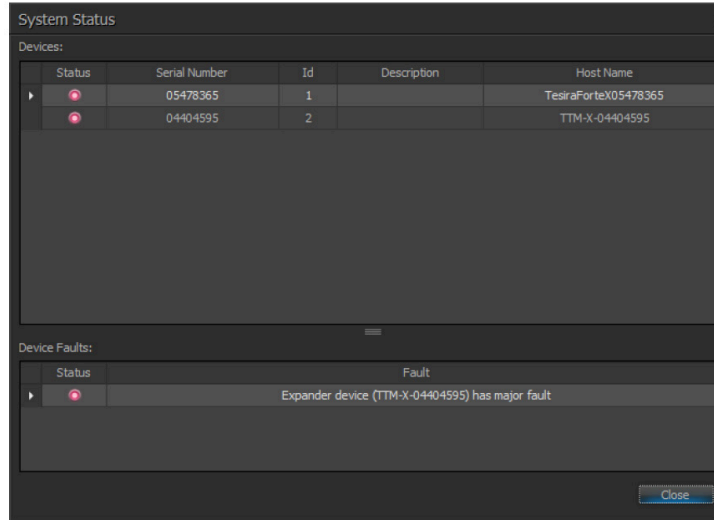 System Status
Devices:
Status Serial Number Id Description Host Name
05478365 1 TesiraForteX05478365
04404595 2 TTM-X-04404595
Device Faults:
Status Fault
Expander device (TTM-X-04404595) has major fault
Close